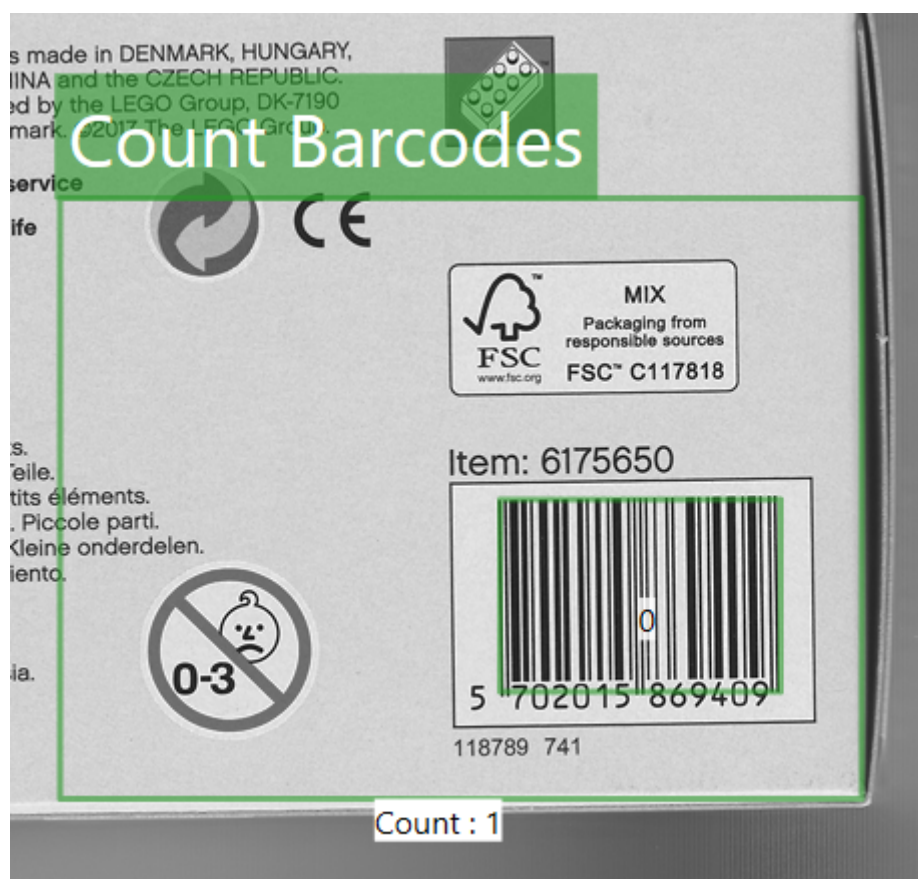 s made in DENMARK, HUNGARY,
INA and the CZECH REPUBLIC.
ed by the LEGO Group, DK-7190
mark. ©2017 The LEGO Group.
Count Barcodes
service
ife
CE
FSC
www.fsc.org
™
MIX
Packaging from
responsible sources
FSC™ C117818
s.
eile.
tits éléments.
. Piccole parti.
Kleine onderdelen.
iento.
ia.
0-3
Item: 6175650
0
5 702015 869409
118789 741
Count : 1